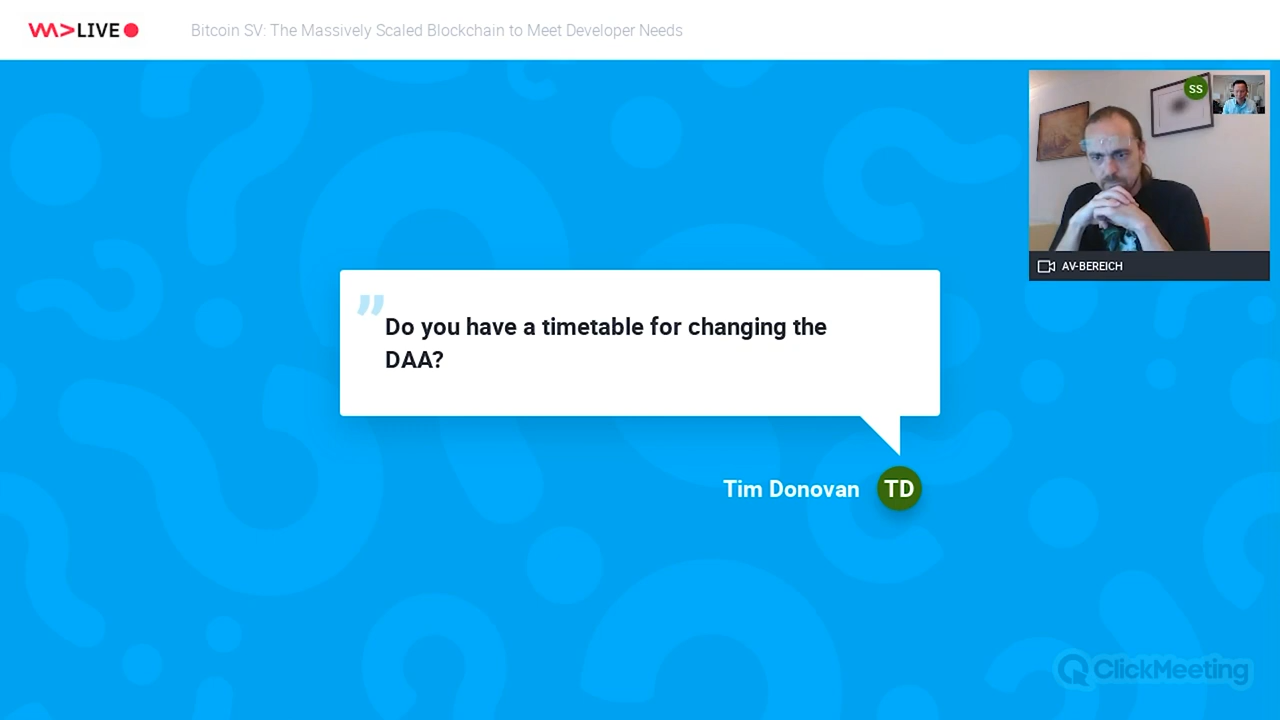 WA>LIVE
Bitcoin SV: The Massively Scaled Blockchain to Meet Developer Needs
SS
AV-BEREICH
"Do you have a timetable for changing the
DAA?
Tim Donovan TD
ClickMeeting